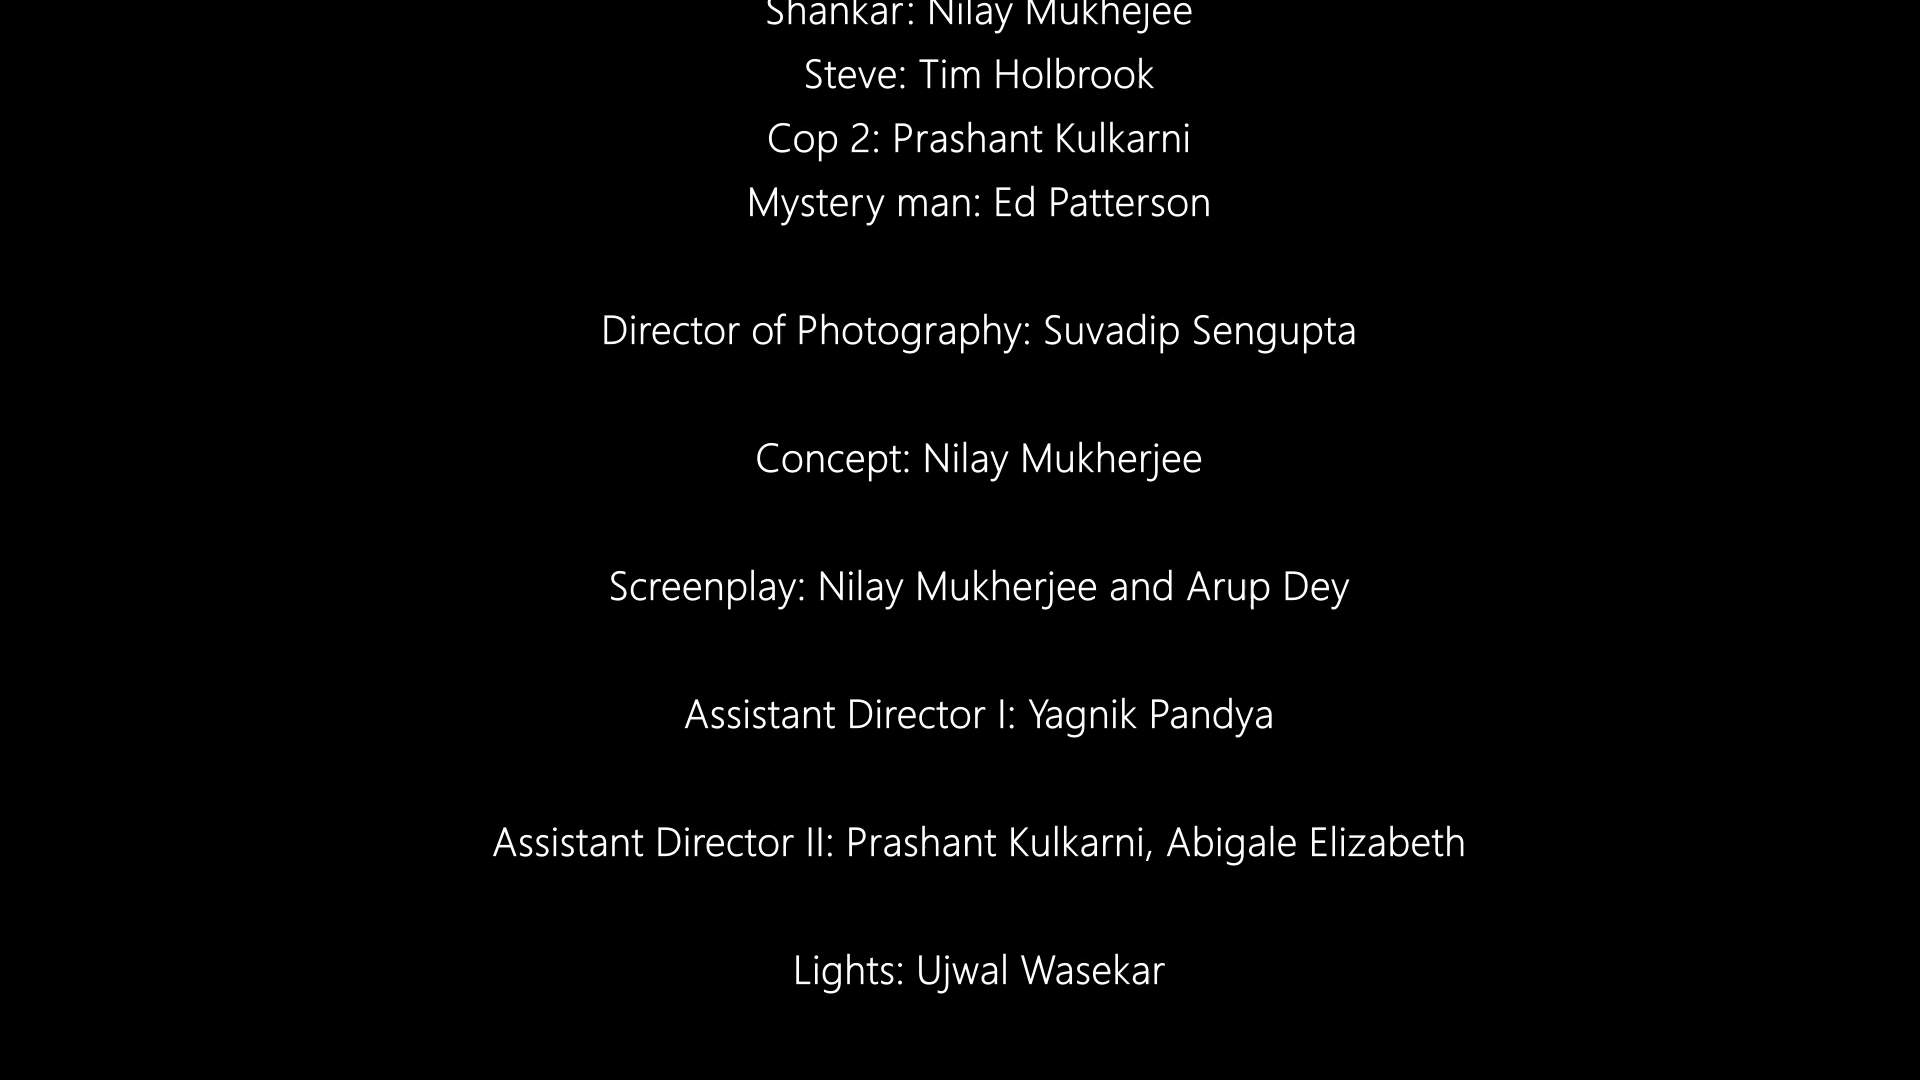 Shankar: Nilay Mukhejee
Steve: Tim Holbrook
Cop 2: Prashant Kulkarni
Mystery man: Ed Patterson
Director of Photography: Suvadip Sengupta
Concept: Nilay Mukherjee
Screenplay: Nilay Mukherjee and Arup Dey
Assistant Director I: Yagnik Pandya
Assistant Director II: Prashant Kulkarni, Abigale Elizabeth
Lights: Ujwal Wasekar